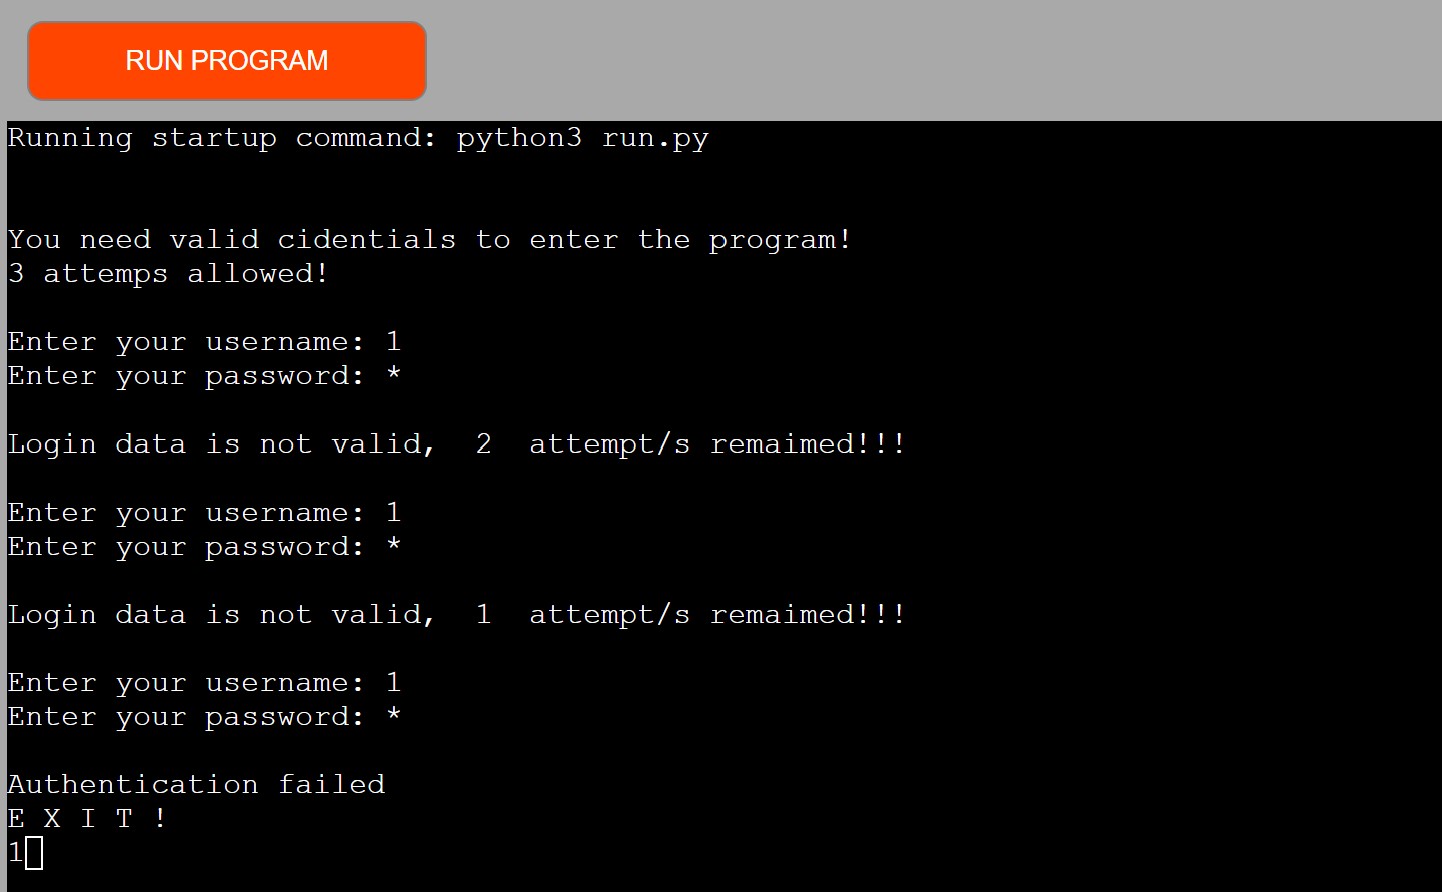 RUN PROGRAM
Running startup command: python3 run.py
You need valid cidentials to enter the program!
3 attemps allowed!
Enter your username: 1
Enter your password: *
Login data is not valid,  2  attempt/s remaimed!!!
Enter your username: 1
Enter your password: *
Login data is not valid,  1  attempt/s remaimed!!!
Enter your username: 1
Enter your password: *
Authentication failed
E X I T !
1